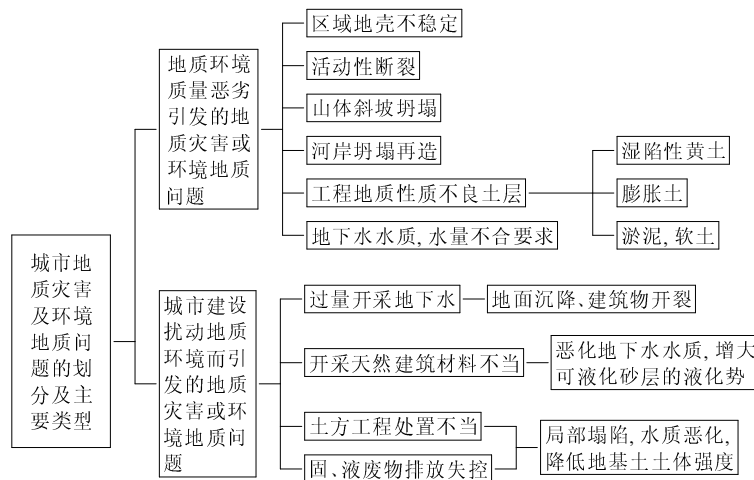 城市地
质灾害
及环境
地质问
题的划
分及主
要类型
地质环境
质量恶劣
引发的地
质灾害或
环境地质
问题
区域地壳不稳定
活动性断裂
山体斜坡坍塌
河岸坍塌再造
工程地质性质不良土层
湿陷性黄土
膨胀土
淤泥,软土
地下水水质,水量不合要求
城市建设
扰动地质
环境而引
发的地质
灾害或环
境地质问
题
过量开采地下水
地面沉降、建筑物开裂
开采天然建筑材料不当
恶化地下水水质,增大
可液化砂层的液化势
土方工程处置不当
固、液废物排放失控
局部塌陷,水质恶化,
降低地基土土体强度